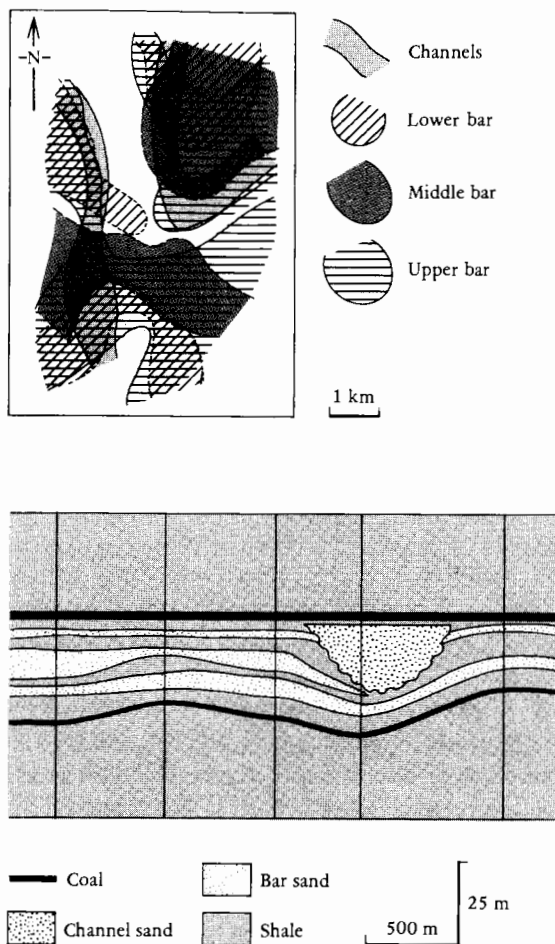 -N-
Channels
Lower bar
Middle bar
Upper bar
1 km
Coal
Bar sand
Channel sand
Shale
500 m
25 m